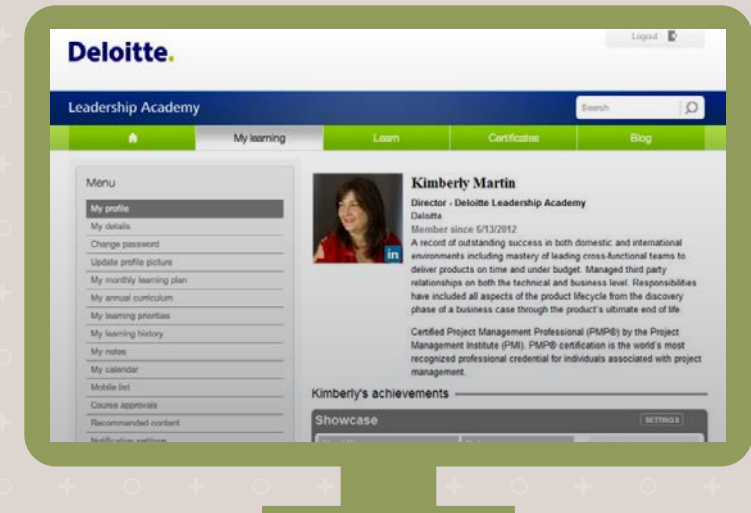 Logout
Deloitte.
Leadership Academy
Search
My learning
Learn
Certificates
Blog
Menu
My profile
My details
Change password
Update profile picture
My monthly learning plan
My annual curriculum
My learning priorities
My learning history
My notes
My calendar
Mobile list
Course approvals
Recommended content
Notification settings
in
Kimberly Martin
Director - Deloitte Leadership Academy
Deloitte
Member since 6/13/2012
A record of outstanding success in both domestic and international
environments including mastery of leading cross-functional teams to
deliver products on time and under budget. Managed third party
relationships on both the technical and business level. Responsibilities
have included all aspects of the product lifecycle from the discovery
phase of a business case through the product's ultimate end of life.
Certified Project Management Professional (PMP®) by the Project
Management Institute (PMI). PMP® certification is the world's most
recognized professional credential for individuals associated with project
management.
Kimberly's achievements
Showcase
SETTINGS